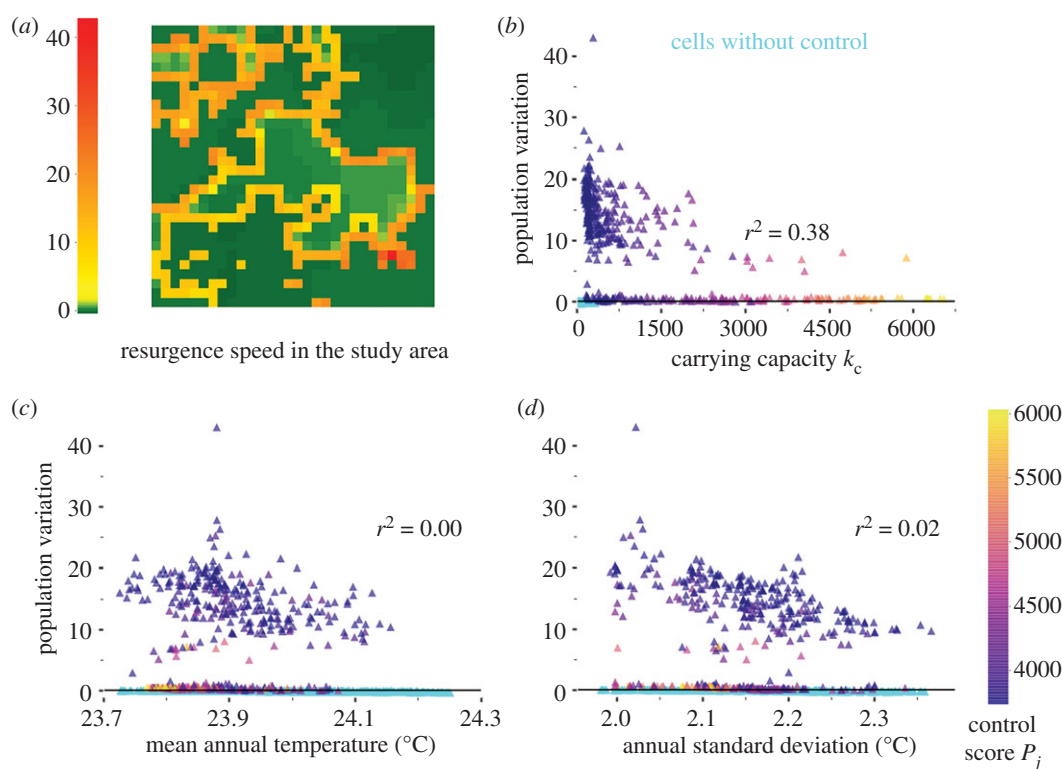 (a)
40
30
20
10
0
resurgence speed in the study area
(b)
cells without control
population variation
40
30
20
10
0
r² = 0.38
0 1500 3000 4500 6000
carrying capacity kc
(c)
population variation
40
30
20
10
0
r² = 0.00
23.7 23.9 24.1 24.3
mean annual temperature (°C)
(d)
40
30
20
10
0
r² = 0.02
2.0 2.1 2.2 2.3
annual standard deviation (°C)
6000
5500
5000
4500
4000
control
score Pj